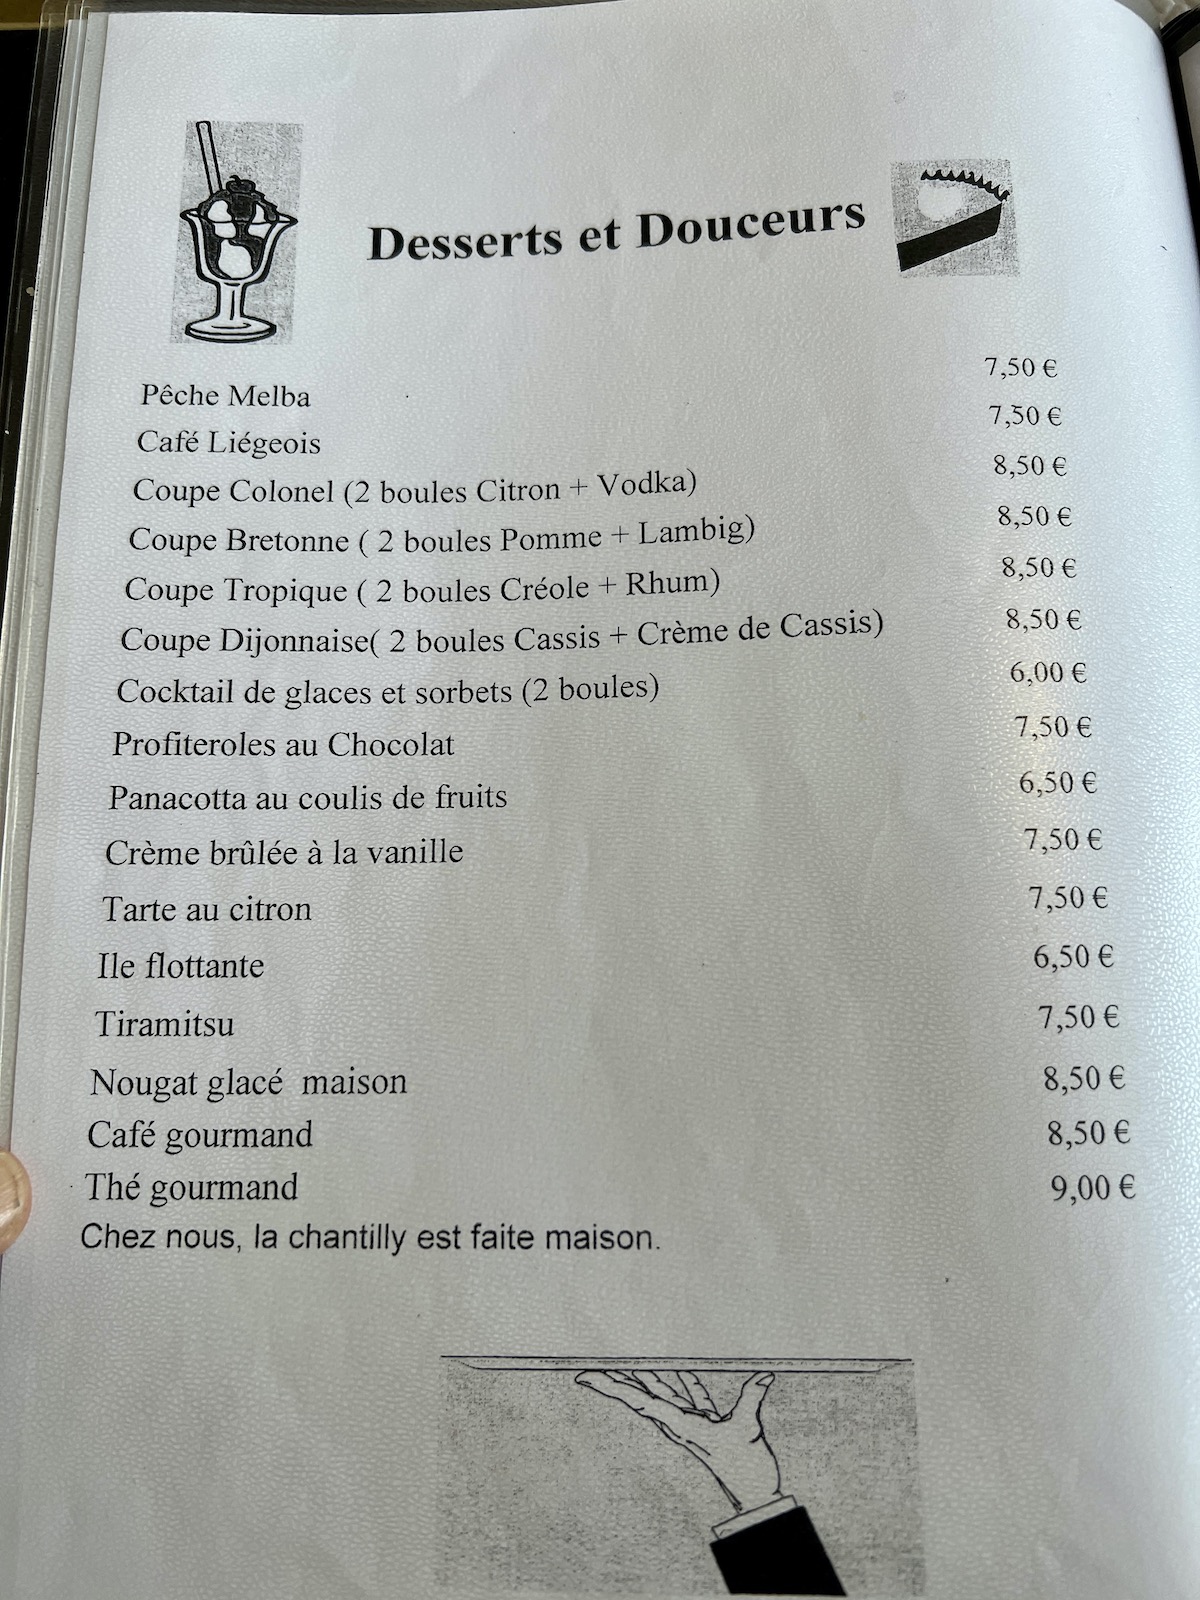 Desserts et Douceurs
Pêche Melba 7,50 €
Café Liégeois 7,50 €
Coupe Colonel (2 boules Citron + Vodka) 8,50 €
Coupe Bretonne ( 2 boules Pomme + Lambig) 8,50 €
Coupe Tropique ( 2 boules Créole + Rhum) 8,50 €
Coupe Dijonnaise( 2 boules Cassis + Crème de Cassis) 8,50 €
Cocktail de glaces et sorbets (2 boules) 6,00 €
Profiteroles au Chocolat 7,50 €
Panacotta au coulis de fruits 6,50 €
Crème brûlée à la vanille 7,50 €
Tarte au citron 7,50 €
Ile flottante 6,50 €
Tiramitsu 7,50 €
Nougat glacé maison 8,50 €
Café gourmand 8,50 €
Thé gourmand 9,00 €
Chez nous, la chantilly est faite maison.